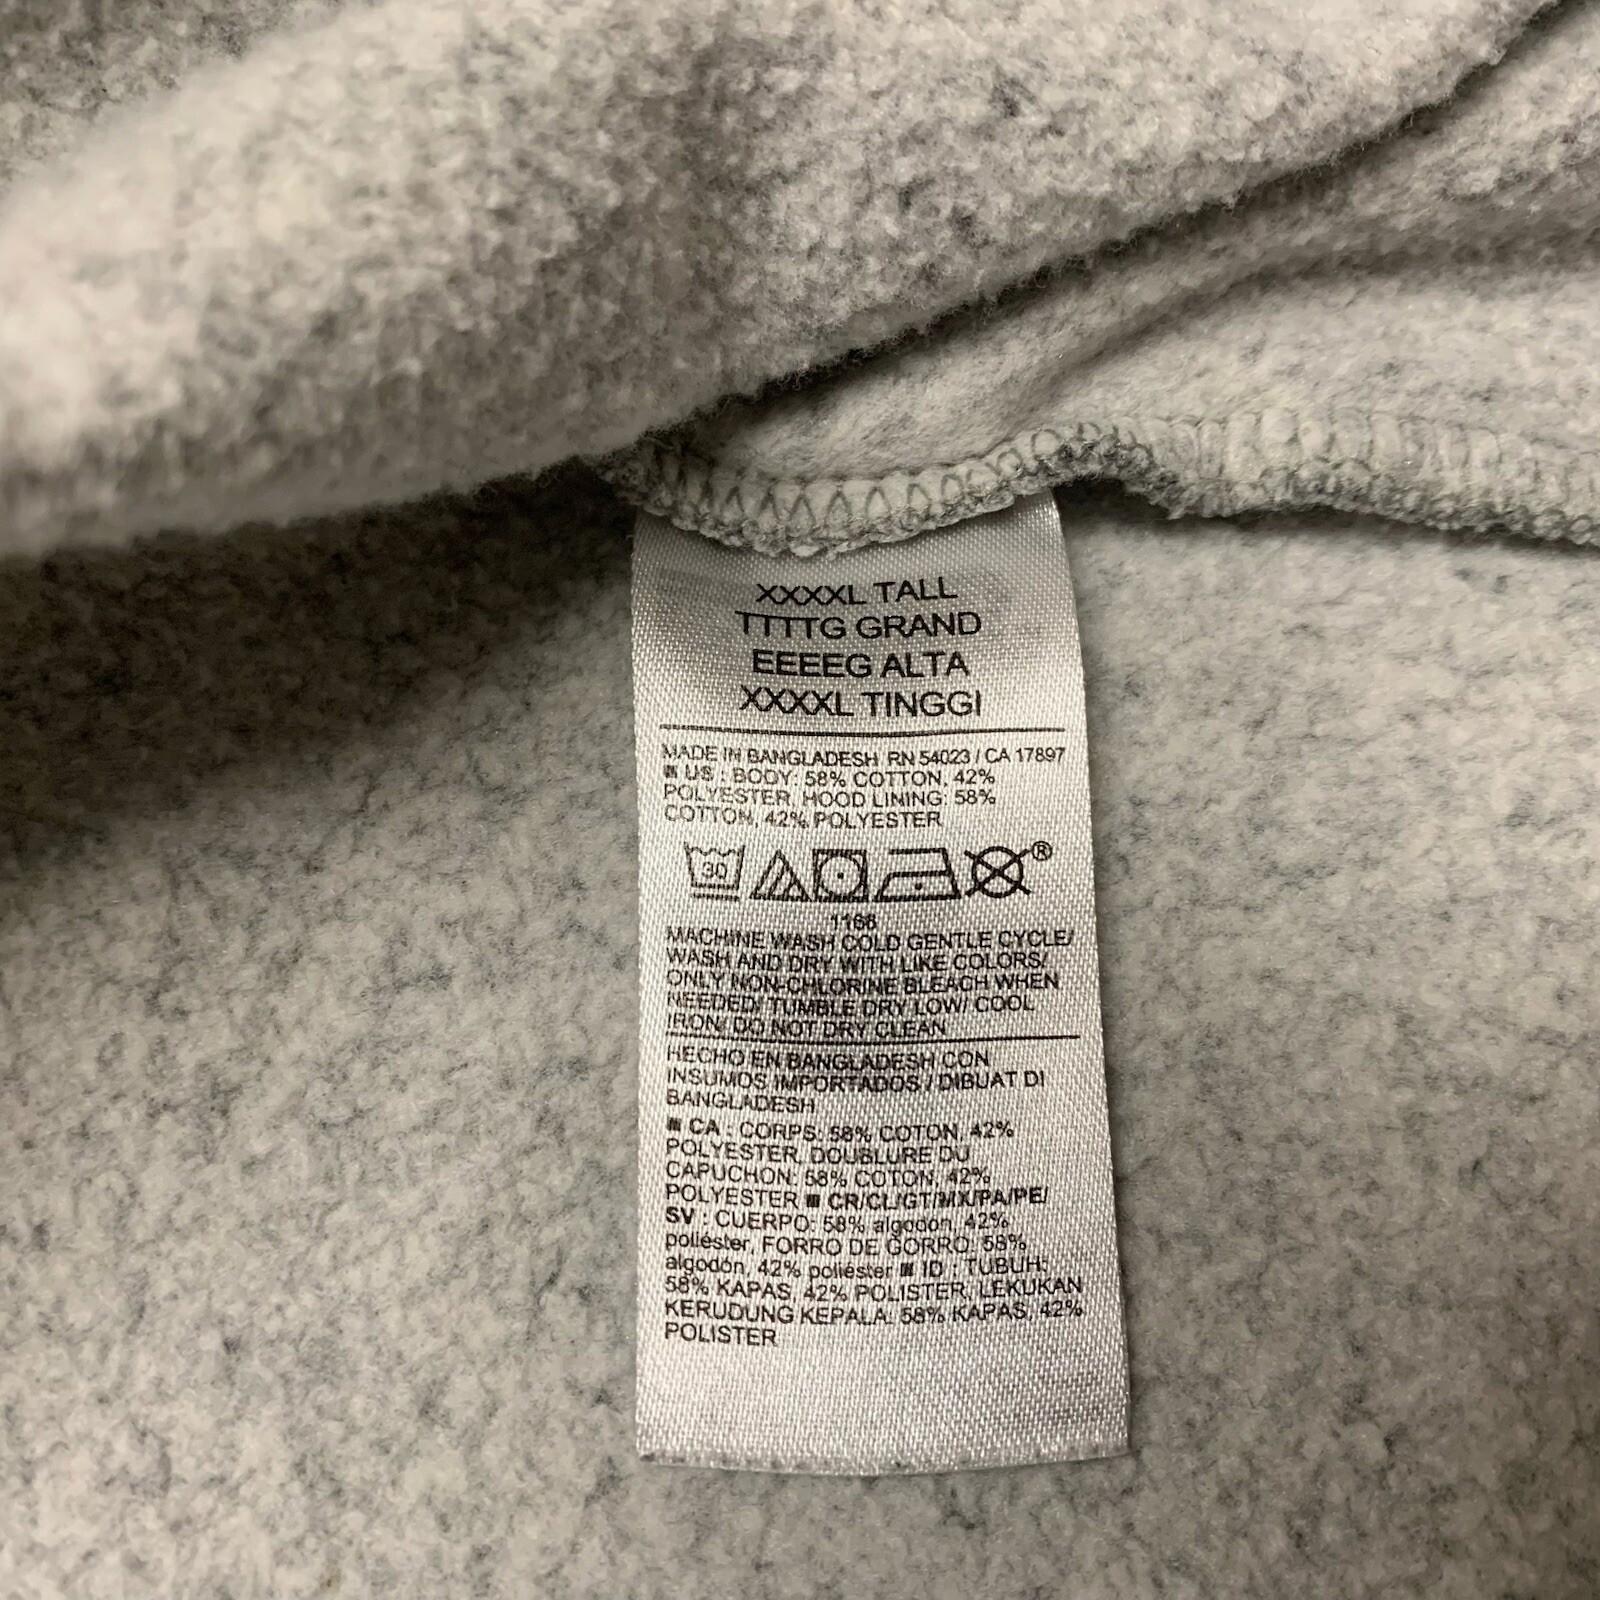 XXXXL TALL
TTTTG GRAND
EEEEG ALTA
XXXXL TINGGI
MADE IN BANGLADESH RN 54023 / CA 17897
US : BODY: 58% COTTON, 42%
POLYESTER, HOOD LINING: 58%
COTTON, 42% POLYESTER
30 ®
1166
MACHINE WASH COLD GENTLE CYCLE/
WASH AND DRY WITH LIKE COLORS/
ONLY NON-CHLORINE BLEACH WHEN
NEEDED/ TUMBLE DRY LOW/ COOL
IRON/ DO NOT DRY CLEAN
HECHO EN BANGLADESH CON
INSUMOS IMPORTADOS / DIBUAT DI
BANGLADESH
CA : CORPS: 58% COTON, 42%
POLYESTER, DOUBLURE DU
CAPUCHON: 58% COTON, 42%
POLYESTER CR/CL/GT/MX/PA/PE/
SV : CUERPO: 58% algodón, 42%
poliéster, FORRO DE GORRO: 58%
algodón, 42% poliéster ID : TUBUH:
58% KAPAS, 42% POLISTER, LEKUKAN
KERUDUNG KEPALA: 58% KAPAS, 42%
POLISTER